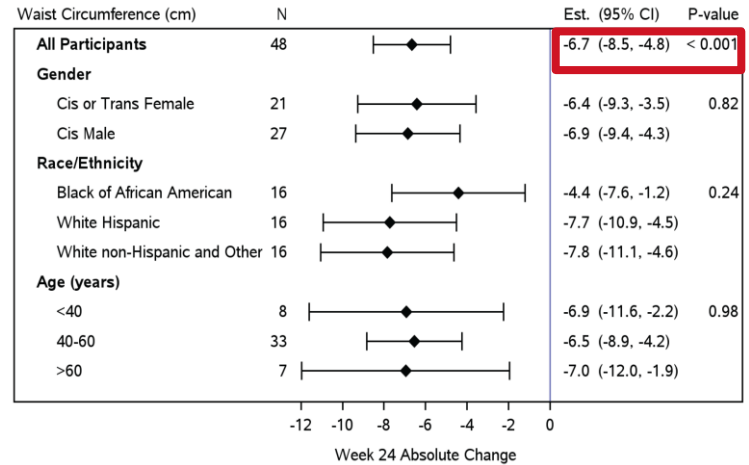 Waist Circumference (cm) N Est. (95% CI) P-value
All Participants 48 -6.7 (-8.5, -4.8) < 0.001
Gender
Cis or Trans Female 21 -6.4 (-9.3, -3.5) 0.82
Cis Male 27 -6.9 (-9.4, -4.3)
Race/Ethnicity
Black of African American 16 -4.4 (-7.6, -1.2) 0.24
White Hispanic 16 -7.7 (-10.9, -4.5)
White non-Hispanic and Other 16 -7.8 (-11.1, -4.6)
Age (years)
<40 8 -6.9 (-11.6, -2.2) 0.98
40-60 33 -6.5 (-8.9, -4.2)
>60 7 -7.0 (-12.0, -1.9)
-12 -10 -8 -6 -4 -2 0
Week 24 Absolute Change